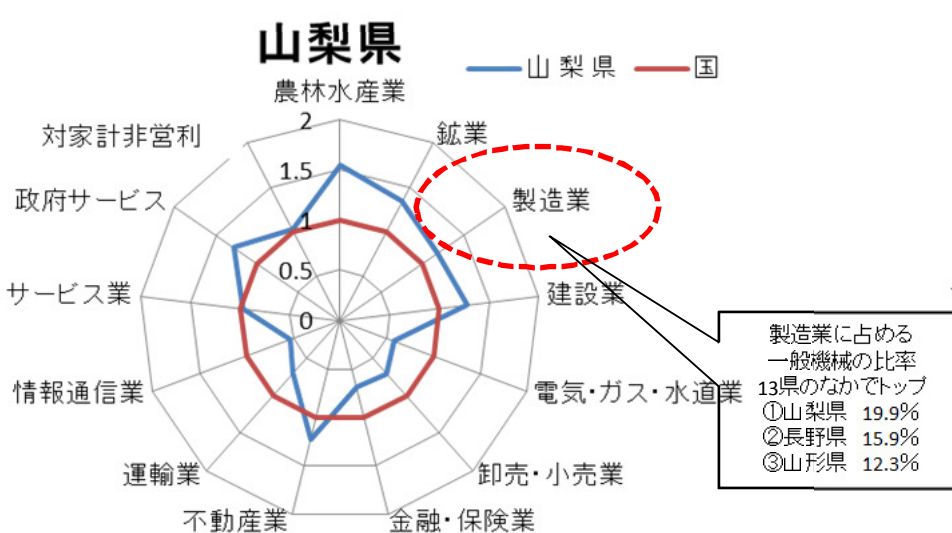 山梨県
山梨県 国
農林水産業
対家計非営利
2
鉱業
1.5
政府サービス
製造業
1
0.5
サービス業
建設業
0
製造業に占める
一般機械の比率
13県のなかでトップ
①山梨県 19.9%
②長野県 15.9%
③山形県 12.3%
情報通信業
電気・ガス・水道業
運輸業
卸売・小売業
不動産業
金融・保険業